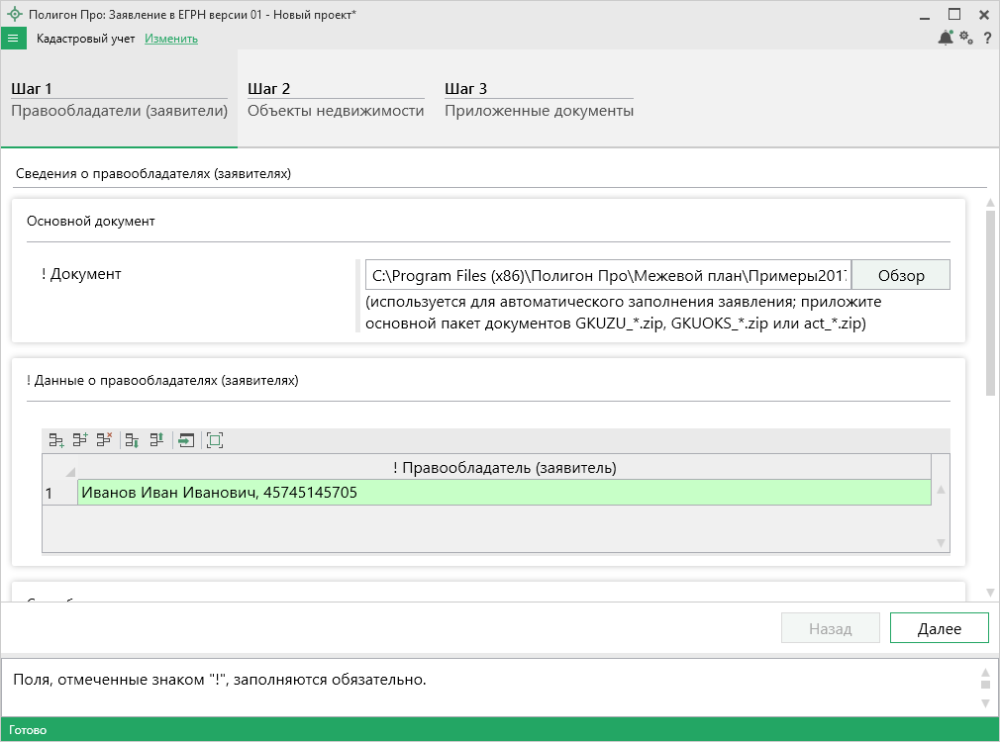 Полигон Про: Заявление в ЕГРН версии 01 - Новый проект*
Кадастровый учет Изменить
Шаг 1
Правообладатели (заявители)
Шаг 2
Объекты недвижимости
Шаг 3
Приложенные документы
Сведения о правообладателях (заявителях)
Основной документ
! Документ
C:\Program Files (x86)\Полигон Про\Межевой план\Примеры2017
Обзор
(используется для автоматического заполнения заявления; приложите
основной пакет документов GKUZU_*.zip, GKUOKS_*.zip или act_*.zip)
! Данные о правообладателях (заявителях)
! Правообладатель (заявитель)
1 Иванов Иван Иванович, 45745145705
Назад
Далее
Поля, отмеченные знаком "!", заполняются обязательно.
Готово